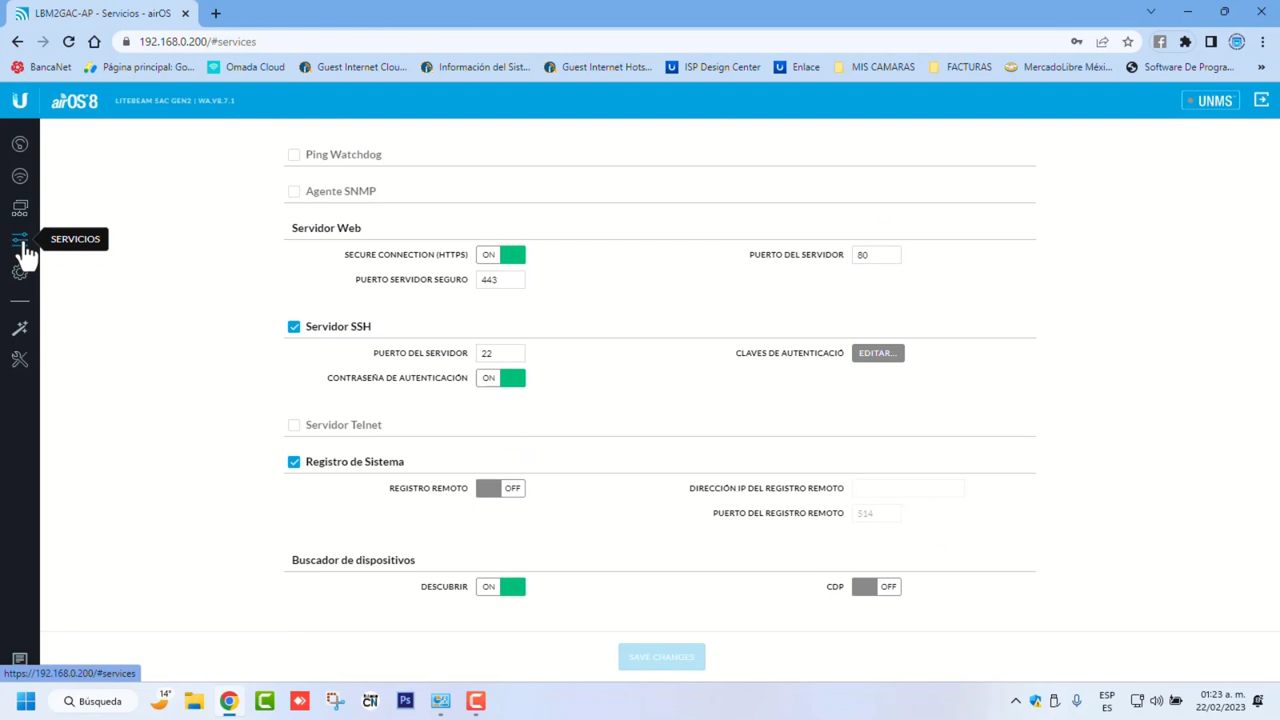 LBM2GAC-AP - Servicios - airOS
192.168.0.200/#services
BancaNet
Página principal: Go...
Omada Cloud
Guest Internet Clou...
Información del Sist...
Guest Internet Hots...
ISP Design Center
Enlace
MIS CAMARAS
FACTURAS
MercadoLibre Méxi...
Software De Progra...
»
airOS 8
LITEBEAM 5AC GEN2 | WA.V8.7.1
UNMS
SERVICIOS
Ping Watchdog
Agente SNMP
Servidor Web
SECURE CONNECTION (HTTPS) ON
PUERTO DEL SERVIDOR 80
PUERTO SERVIDOR SEGURO 443
Servidor SSH
PUERTO DEL SERVIDOR 22
CLAVES DE AUTENTICACIÓ EDITAR...
CONTRASEÑA DE AUTENTICACIÓN ON
Servidor Telnet
Registro de Sistema
REGISTRO REMOTO OFF
DIRECCIÓN IP DEL REGISTRO REMOTO
PUERTO DEL REGISTRO REMOTO 514
Buscador de dispositivos
DESCUBRIR ON
CDP OFF
SAVE CHANGES
https://192.168.0.200/#services
Búsqueda
14°
CN
Ps
ESP
ES
01:23 a. m.
22/02/2023